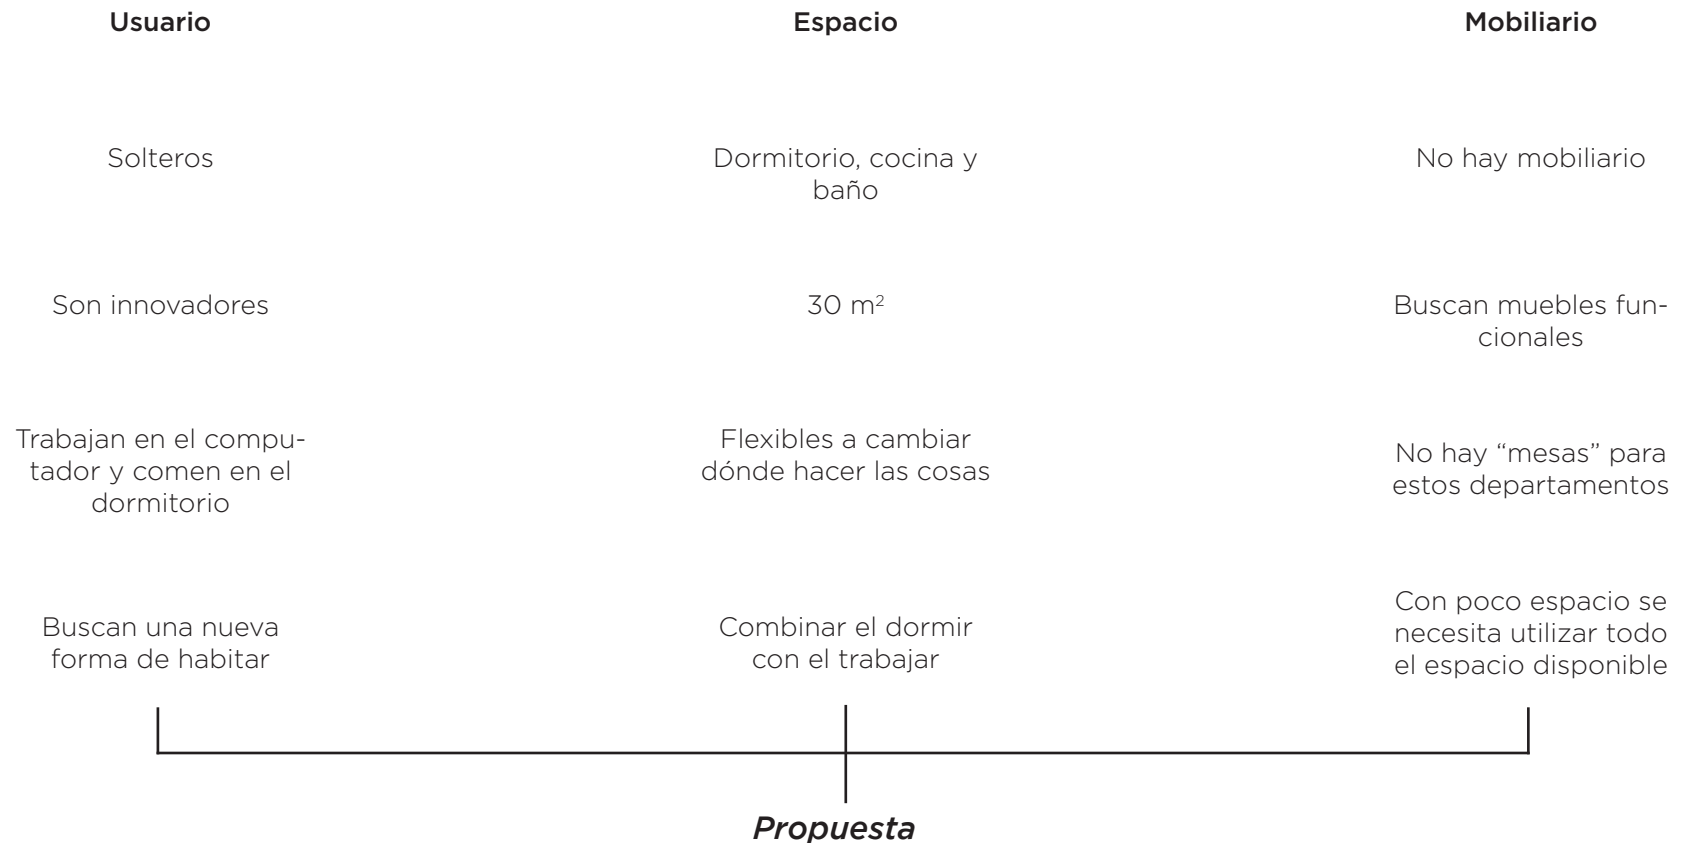 Usuario
Espacio
Mobiliario
Solteros
Dormitorio, cocina y
baño
No hay mobiliario
Son innovadores
30 m²
Buscan muebles fun-
cionales
Trabajan en el compu-
tador y comen en el
dormitorio
Flexibles a cambiar
dónde hacer las cosas
No hay “mesas” para
estos departamentos
Buscan una nueva
forma de habitar
Combinar el dormir
con el trabajar
Con poco espacio se
necesita utilizar todo
el espacio disponible
Propuesta